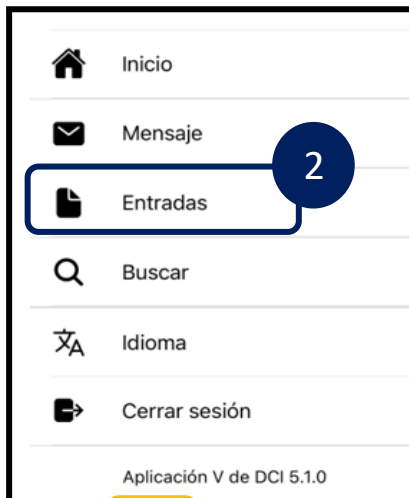 Inicio
Mensaje
2
Entradas
Buscar
Idioma
Cerrar sesión
Aplicación V de DCI 5.1.0